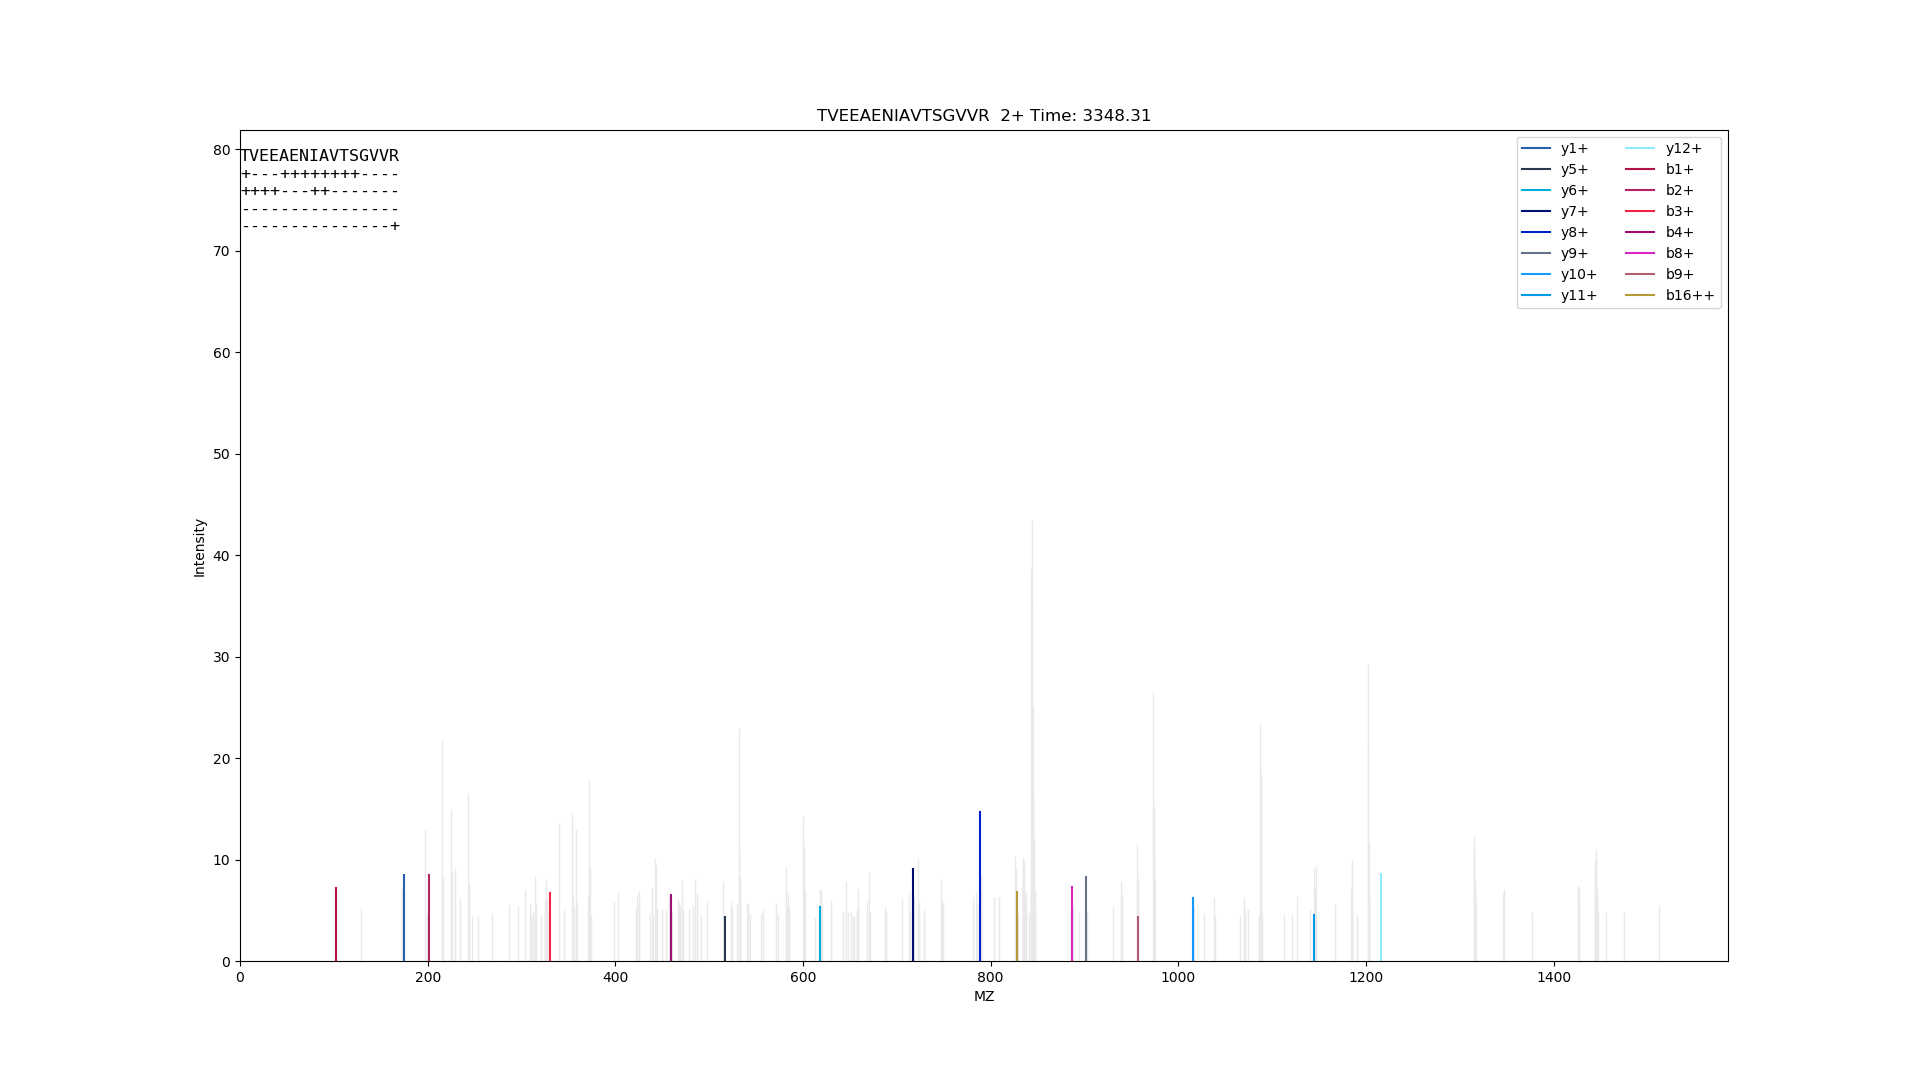 TVEEAENIAVTSGVVR  2+ Time: 3348.31
80
TVEEAENIAVTSGVVR
+---++++++++----
++++---++-------
----------------
---------------+
y1+
y5+
y6+
y7+
y8+
y9+
y10+
y11+
y12+
b1+
b2+
b3+
b4+
b8+
b9+
b16++
70
60
50
40
30
20
10
0
Intensity
0 200 400 600 800 1000 1200 1400
MZ